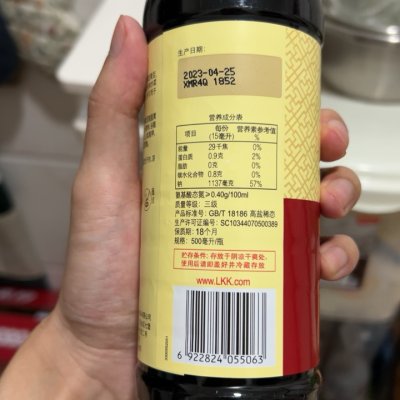 生产日期:
2023-04-25
XMR4Q 1852
营养成分表
项目 每份(15毫升) 营养素参考值%
能量 29千焦 0%
蛋白质 0.9克 2%
脂肪 0克 0%
碳水化合物 0.8克 0%
钠 1137毫克 57%
氨基酸态氮≥0.40g/100ml
质量等级: 三级
产品标准号: GB/T 18186 高盐稀态
生产许可证编号: SC10344070500389
保质期: 18个月
规格: 500毫升/瓶
贮存条件: 存放于阴凉干爽处,
使用后请即盖好并冷藏存放
www.LKK.com
6 922824 055063